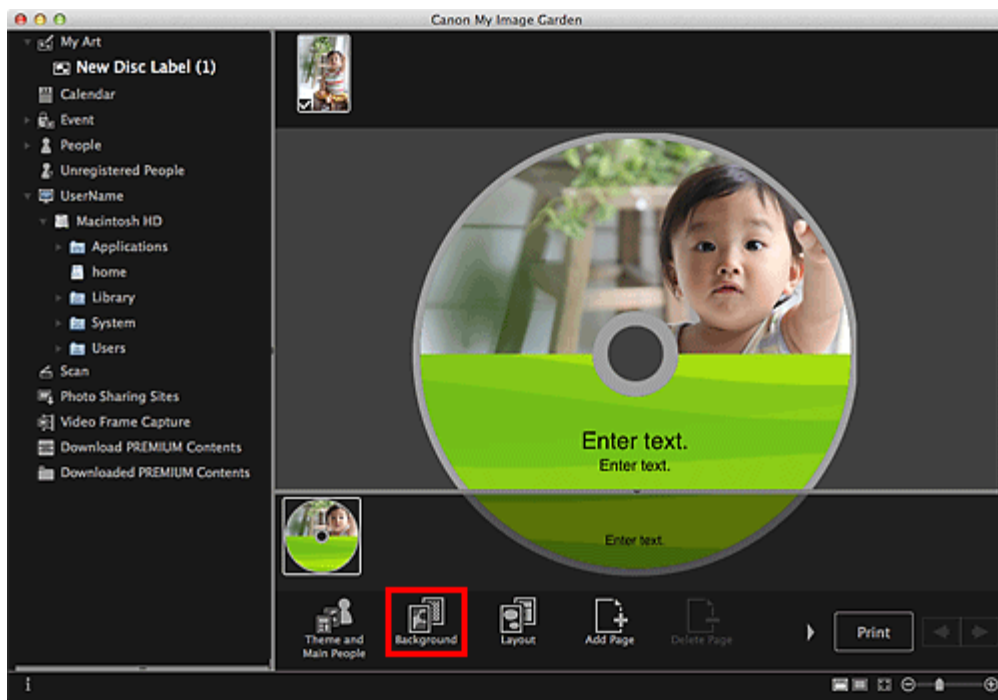 Canon My Image Garden
My Art
New Disc Label (1)
Calendar
Event
People
Unregistered People
UserName
Macintosh HD
Applications
home
Library
System
Users
Scan
Photo Sharing Sites
Video Frame Capture
Download PREMIUM Contents
Downloaded PREMIUM Contents
Enter text.
Enter text.
Enter text.
Theme and
Main People
Background
Layout
Add Page
Delete Page
Print